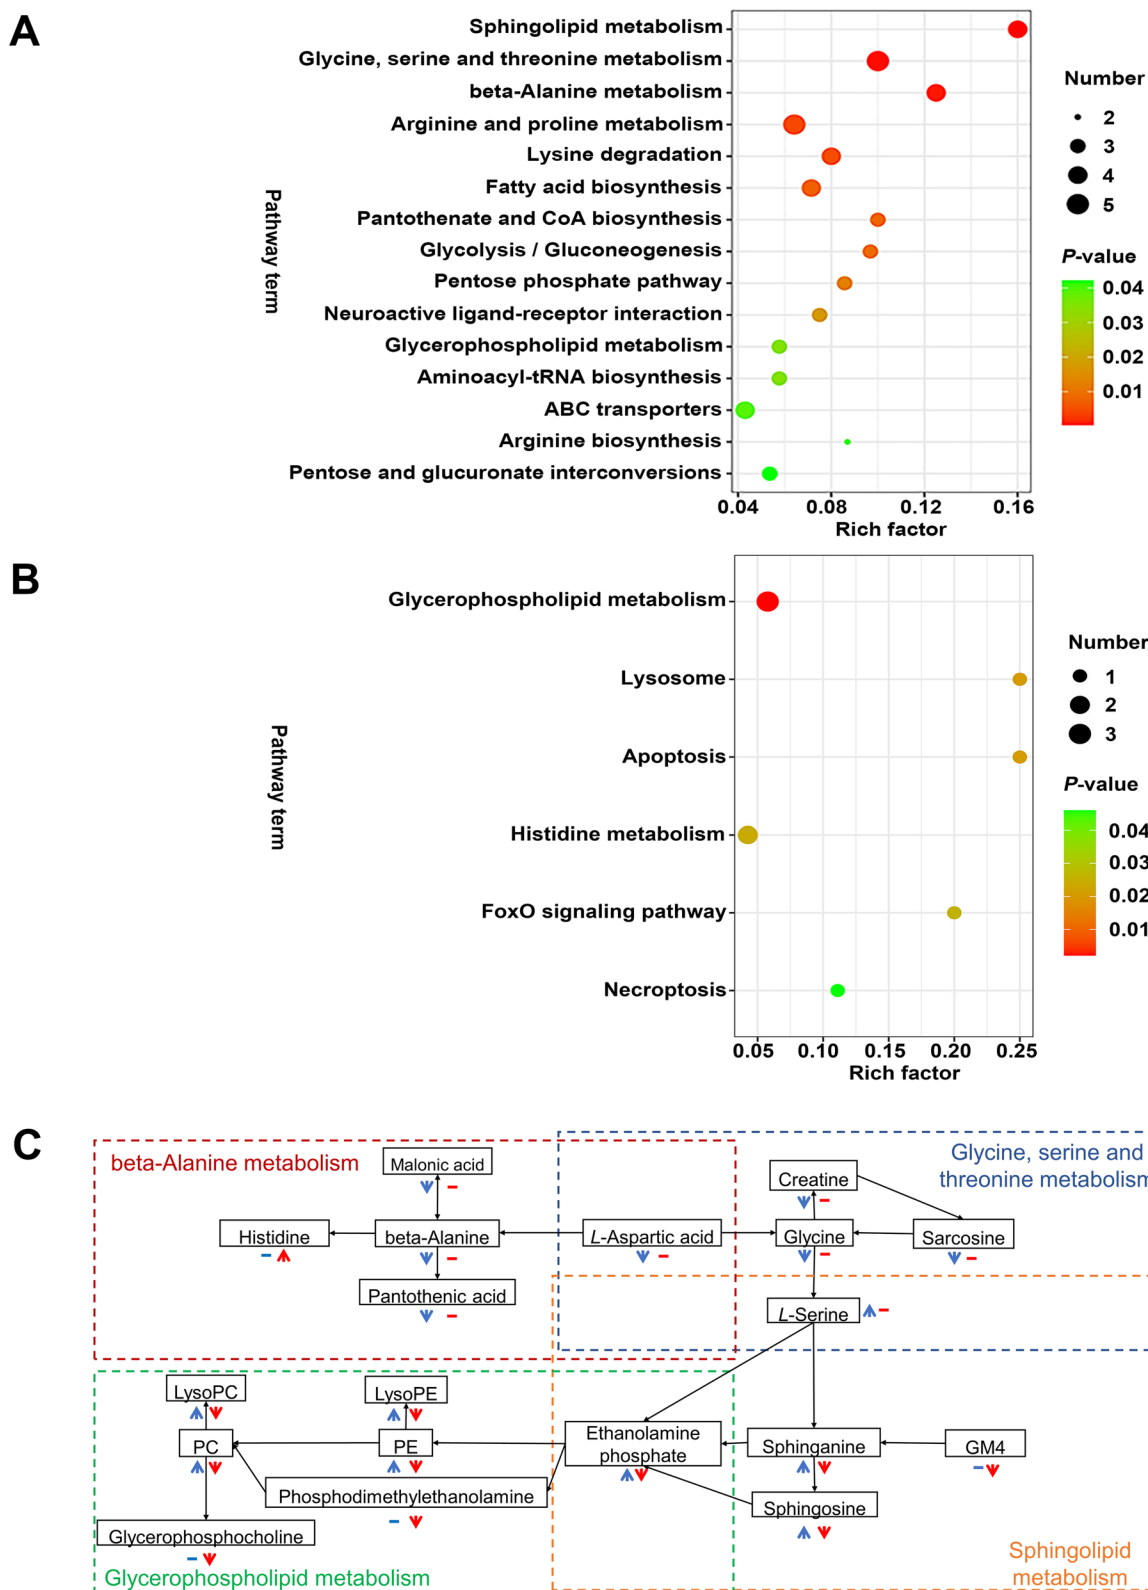 A
Sphingolipid metabolism
Glycine, serine and threonine metabolism
beta-Alanine metabolism
Arginine and proline metabolism
Lysine degradation
Fatty acid biosynthesis
Pantothenate and CoA biosynthesis
Glycolysis / Gluconeogenesis
Pentose phosphate pathway
Neuroactive ligand-receptor interaction
Glycerophospholipid metabolism
Aminoacyl-tRNA biosynthesis
ABC transporters
Arginine biosynthesis
Pentose and glucuronate interconversions
Pathway term
0.04 0.08 0.12 0.16
Rich factor
Number
2
3
4
5
P-value
0.04
0.03
0.02
0.01
B
Glycerophospholipid metabolism
Lysosome
Apoptosis
Histidine metabolism
FoxO signaling pathway
Necroptosis
Pathway term
0.05 0.10 0.15 0.20 0.25
Rich factor
Number
1
2
3
P-value
0.04
0.03
0.02
0.01
C
beta-Alanine metabolism
Malonic acid
Glycine, serine and
threonine metabolism
Creatine
Histidine
beta-Alanine
L-Aspartic acid
Glycine
Sarcosine
Pantothenic acid
L-Serine
LysoPC
LysoPE
PC
PE
Ethanolamine
phosphate
Sphinganine
GM4
Phosphodimethylethanolamine
Sphingosine
Glycerophosphocholine
Glycerophospholipid metabolism
Sphingolipid
metabolism